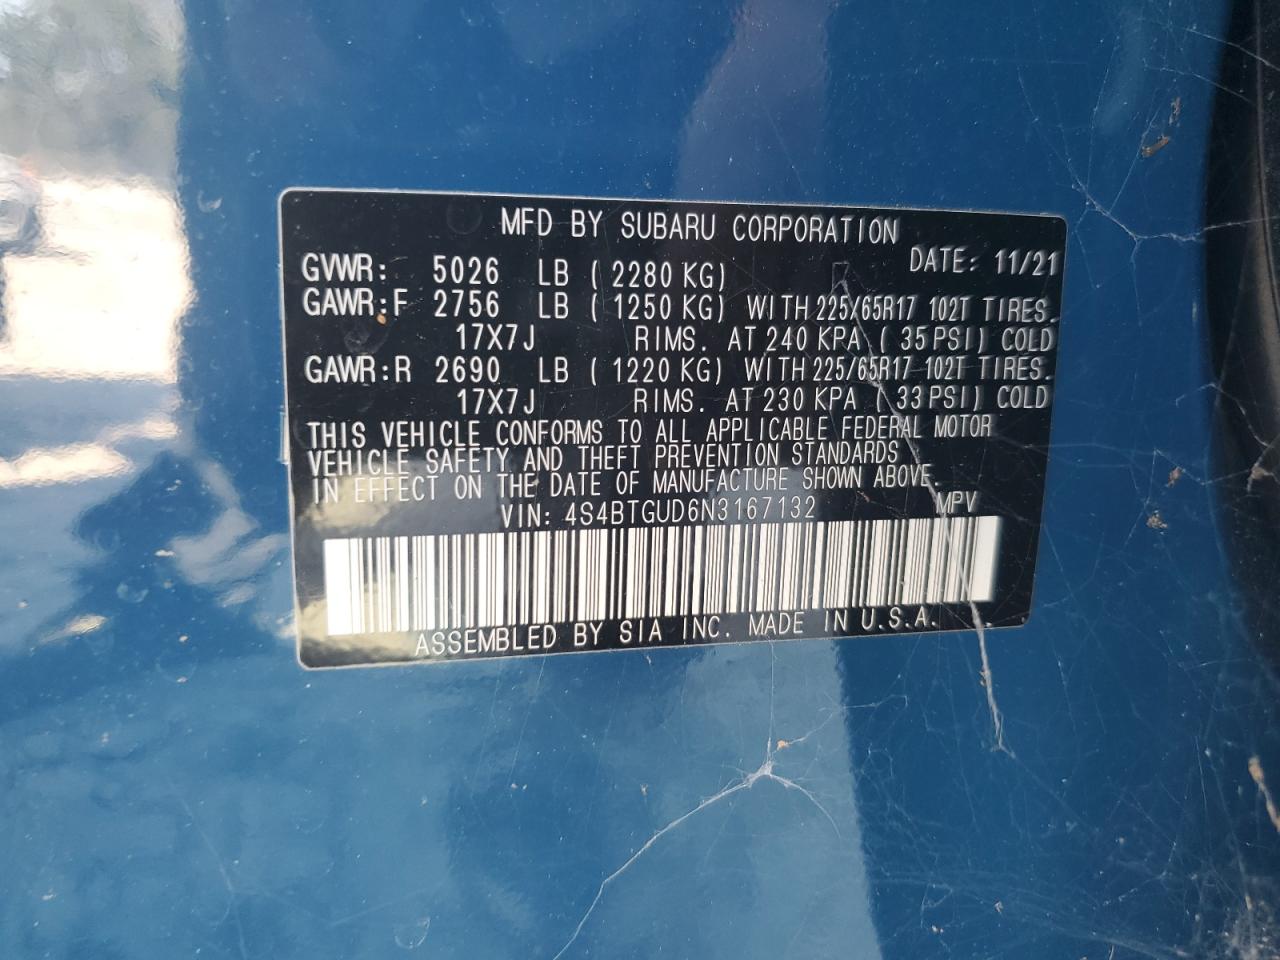 MFD BY SUBARU CORPORATION
DATE: 11/21
GVWR: 5026 LB ( 2280 KG)
GAWR:F 2756 LB ( 1250 KG) WITH 225/65R17 102T TIRES.
17X7J RIMS. AT 240 KPA ( 35 PSI) COLD
GAWR:R 2690 LB ( 1220 KG) WITH 225/65R17 102T TIRES.
17X7J RIMS. AT 230 KPA ( 33 PSI) COLD
THIS VEHICLE CONFORMS TO ALL APPLICABLE FEDERAL MOTOR
VEHICLE SAFETY AND THEFT PREVENTION STANDARDS
IN EFFECT ON THE DATE OF MANUFACTURE SHOWN ABOVE.
VIN: 4S4BTGUD6N3167132 MPV
ASSEMBLED BY SIA INC. MADE IN U.S.A.